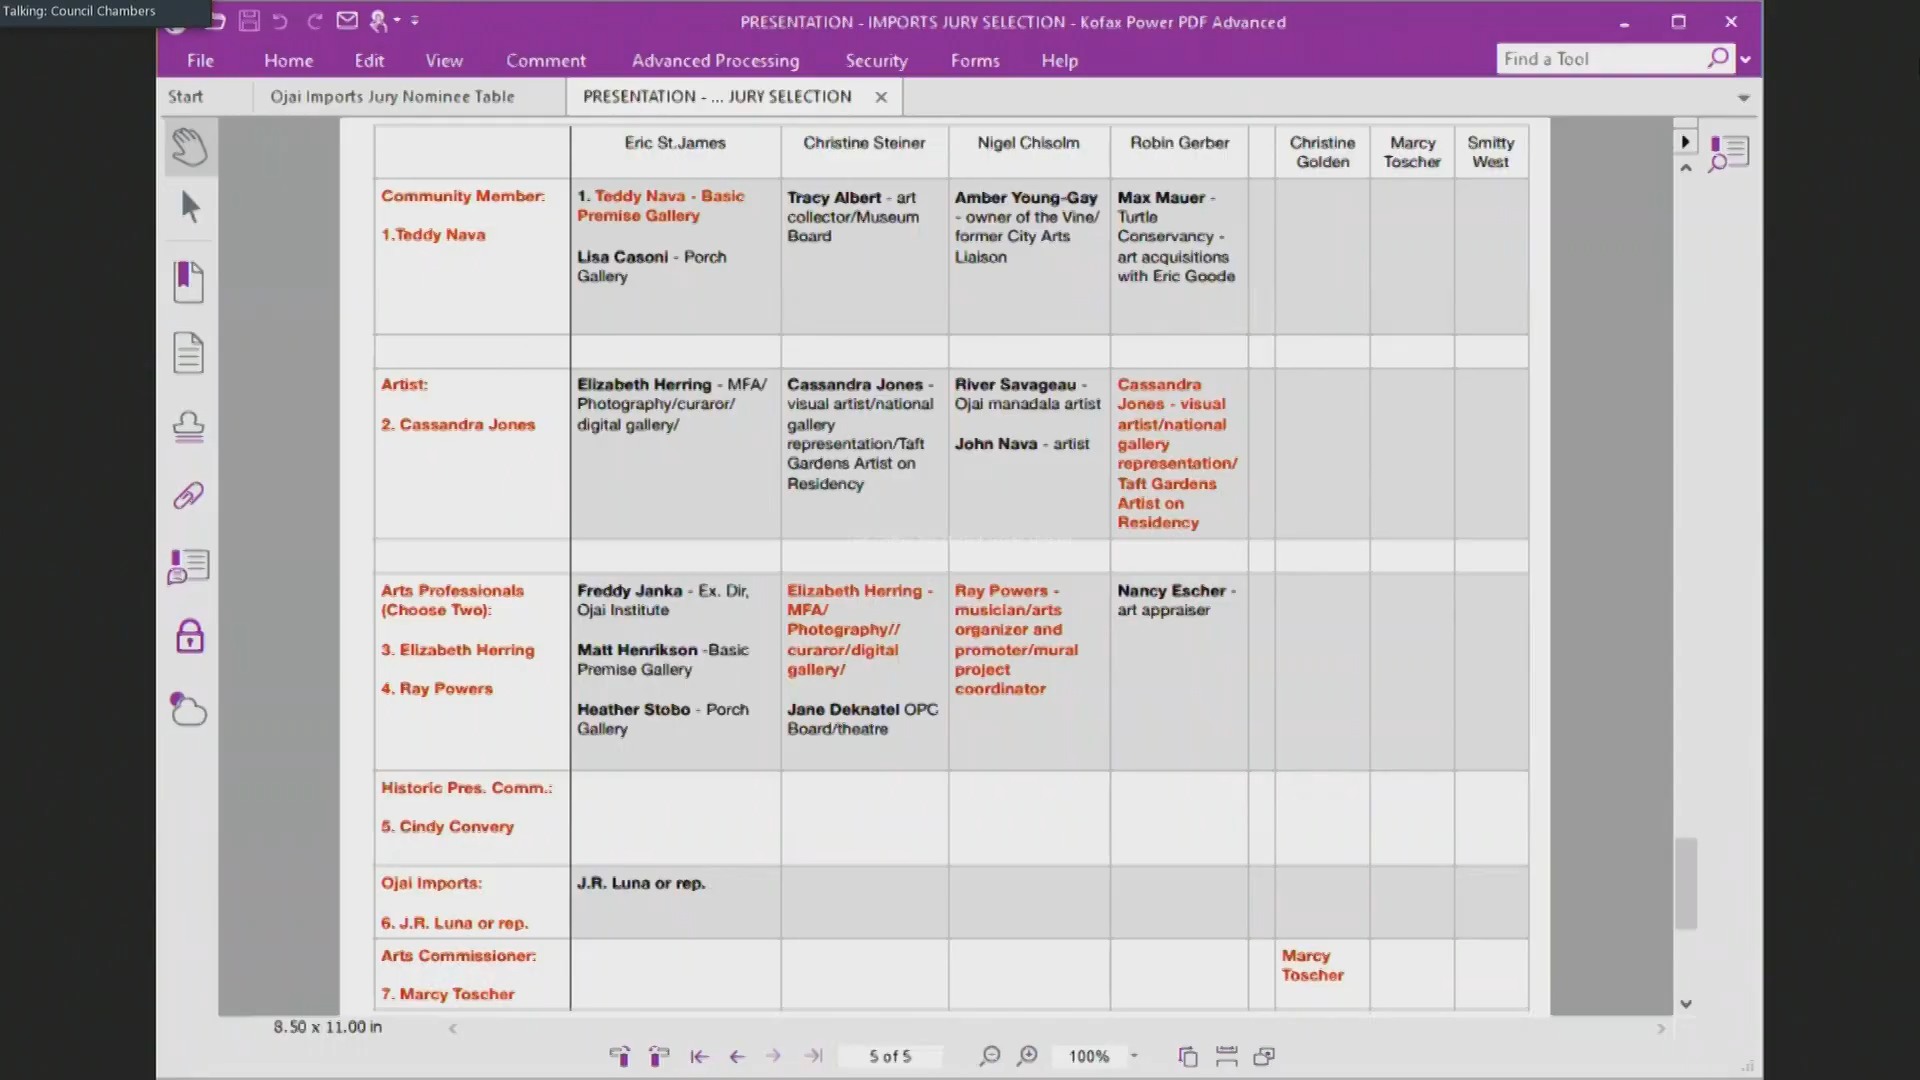 Talking: Council Chambers
PRESENTATION - IMPORTS JURY SELECTION - Kofax Power PDF Advanced
File Home Edit View Comment Advanced Processing Security Forms Help
Find a Tool
Start
Ojai Imports Jury Nominee Table
PRESENTATION - ... JURY SELECTION
Eric St.James
Christine Steiner
Nigel Chisolm
Robin Gerber
Christine
Golden
Marcy
Toscher
Smitty
West
Community Member:
1.Teddy Nava
1. Teddy Nava - Basic
Premise Gallery
Lisa Casoni - Porch
Gallery
Tracy Albert - art
collector/Museum
Board
Amber Young-Gay
- owner of the Vine/
former City Arts
Liaison
Max Mauer -
Turtle
Conservancy -
art acquisitions
with Eric Goode
Artist:
2. Cassandra Jones
Elizabeth Herring - MFA/
Photography/curaror/
digital gallery/
Cassandra Jones -
visual artist/national
gallery
representation/Taft
Gardens Artist on
Residency
River Savageau -
Ojai manadala artist
John Nava - artist
Cassandra
Jones - visual
artist/national
gallery
representation/
Taft Gardens
Artist on
Residency
Arts Professionals
(Choose Two):
3. Elizabeth Herring
4. Ray Powers
Freddy Janka - Ex. Dir,
Ojai Institute
Matt Henrikson -Basic
Premise Gallery
Heather Stobo - Porch
Gallery
Elizabeth Herring -
MFA/
Photography//
curaror/digital
gallery/
Jane Deknatel OPC
Board/theatre
Ray Powers -
musician/arts
organizer and
promoter/mural
project
coordinator
Nancy Escher -
art appraiser
Historic Pres. Comm.:
5. Cindy Convery
Ojai Imports:
6. J.R. Luna or rep.
J.R. Luna or rep.
Arts Commissioner:
7. Marcy Toscher
Marcy
Toscher
8.50 x 11.00 in
5 of 5
100%